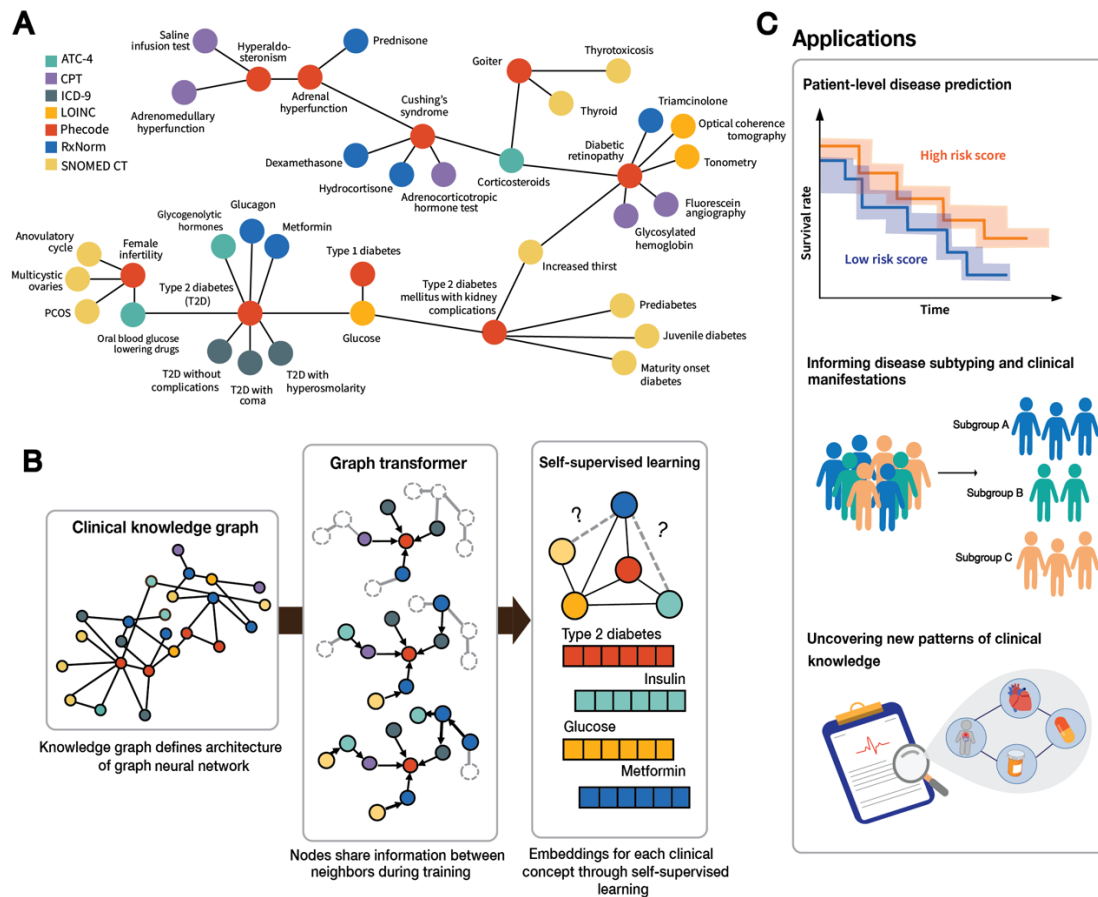 A
ATC-4
CPT
ICD-9
LOINC
Phecode
RxNorm
SNOMED CT
Saline
infusion test
Hyperaldo-
steronism
Prednisone
Adrenomedullary
hyperfunction
Adrenal
hyperfunction
Cushing's
syndrome
Goiter
Thyrotoxicosis
Thyroid
Triamcinolone
Optical coherence
tomography
Diabetic
retinopathy
Tonometry
Dexamethasone
Hydrocortisone
Adrenocorticotropic
hormone test
Corticosteroids
Fluorescein
angiography
Glycosylated
hemoglobin
Glycogenolytic
hormones
Glucagon
Metformin
Anovulatory
cycle
Female
infertility
Multicystic
ovaries
PCOS
Type 2 diabetes
(T2D)
Type 1 diabetes
Type 2 diabetes
mellitus with kidney
complications
Increased thirst
Oral blood glucose
lowering drugs
Glucose
Prediabetes
Juvenile diabetes
Maturity onset
diabetes
T2D without
complications
T2D with
coma
T2D with
hyperosmolarity
B
Clinical knowledge graph
Knowledge graph defines architecture
of graph neural network
Graph transformer
Nodes share information between
neighbors during training
Self-supervised learning
?
?
Type 2 diabetes
Insulin
Glucose
Metformin
Embeddings for each clinical
concept through self-supervised
learning
C
Applications
Patient-level disease prediction
High risk score
Low risk score
Survival rate
Time
Informing disease subtyping and clinical
manifestations
Subgroup A
Subgroup B
Subgroup C
Uncovering new patterns of clinical
knowledge